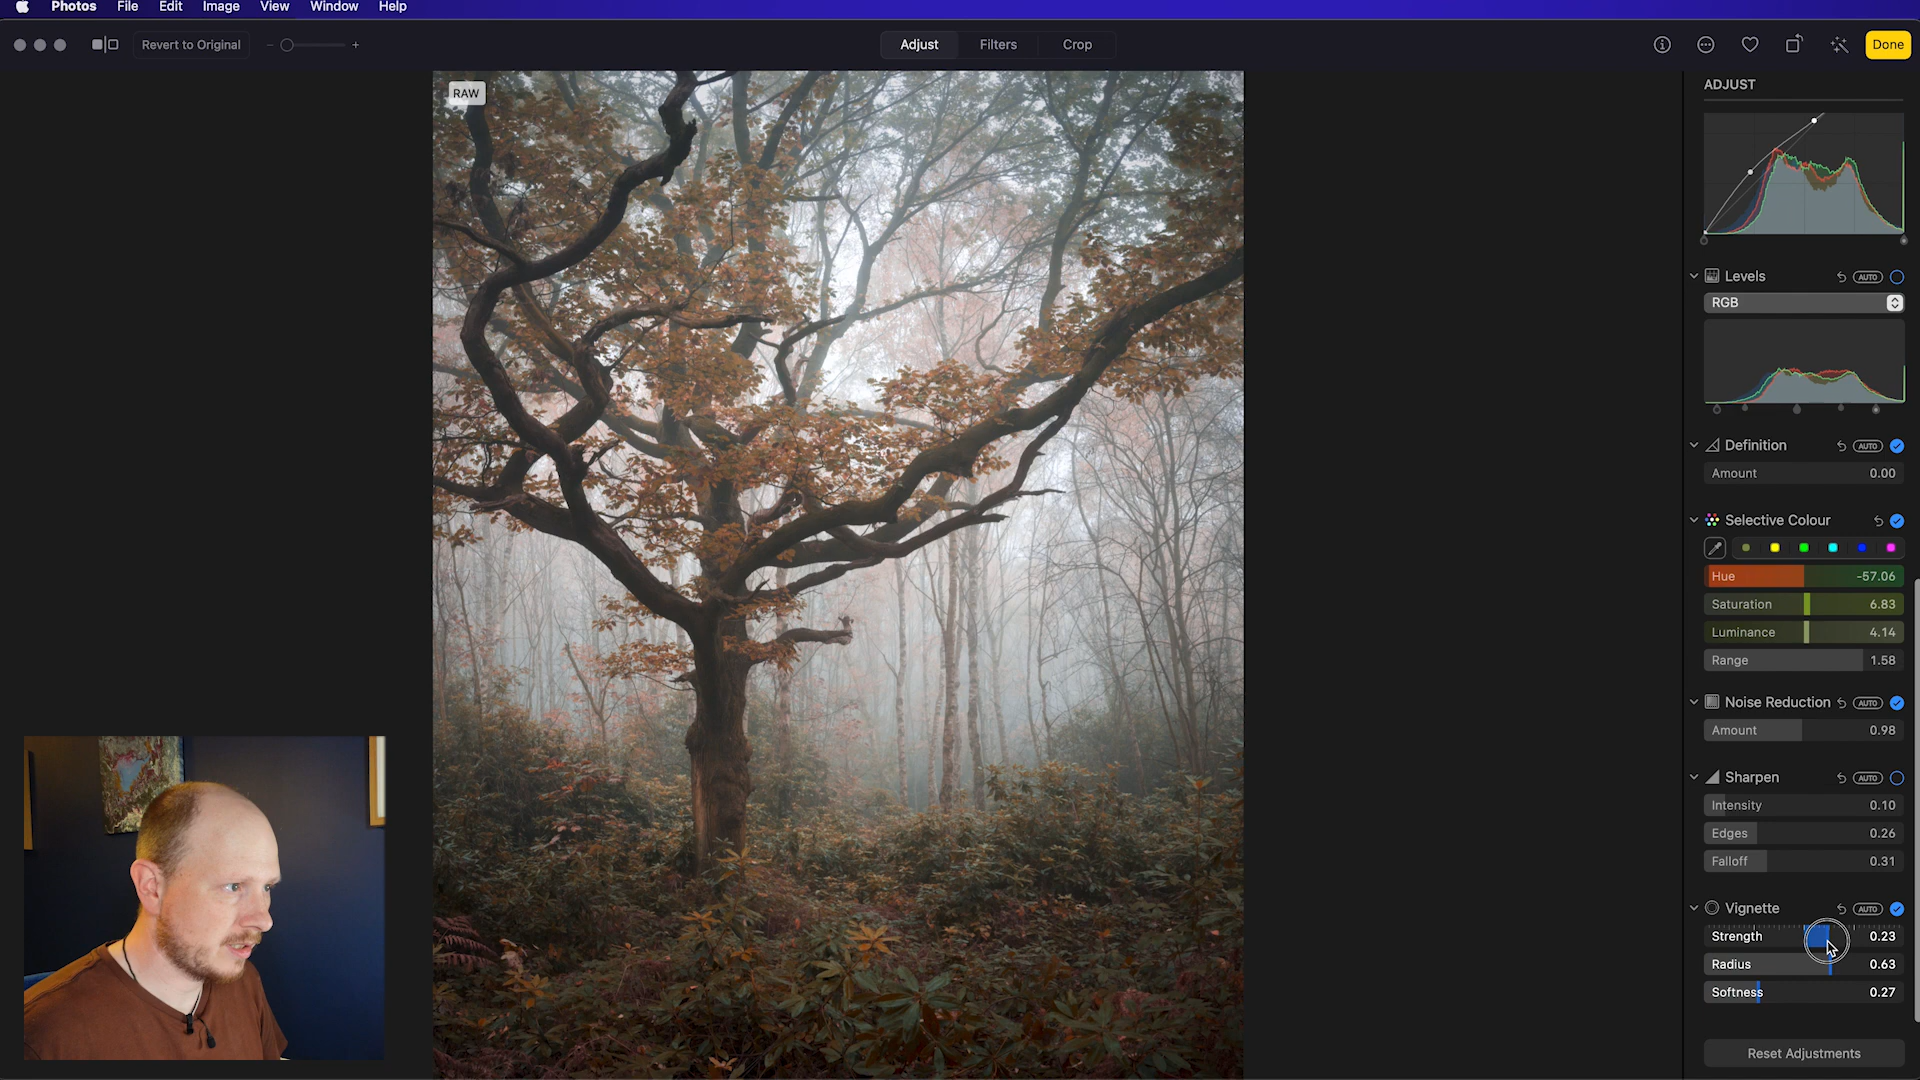 Photos File Edit Image View Window Help
Revert to Original
Adjust Filters Crop
Done
RAW
ADJUST
Levels AUTO
RGB
Definition AUTO
Amount 0.00
Selective Colour
Hue -57.06
Saturation 6.83
Luminance 4.14
Range 1.58
Noise Reduction AUTO
Amount 0.98
Sharpen AUTO
Intensity 0.10
Edges 0.26
Falloff 0.31
Vignette AUTO
Strength 0.23
Radius 0.63
Softness 0.27
Reset Adjustments